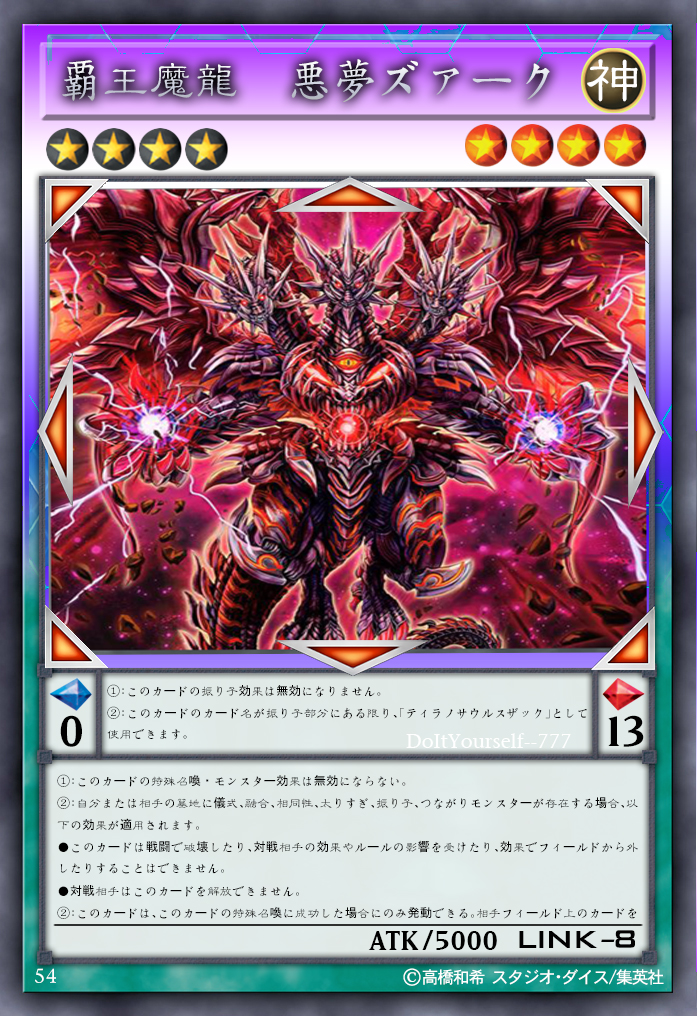 覇王魔龍　悪夢ズァーク 神
①:このカードの振り子効果は無効になりません。
②:このカードのカード名が振り子部分にある限り、「ティラノサウルスザック」として
使用できます。
0
13
DoItYourself--777
①:このカードの特殊召喚・モンスター効果は無効にならない。
②:自分または相手の墓地に儀式、融合、相同性、太りすぎ、振り子、つながりモンスターが存在する場合、以
下の効果が適用されます。
●このカードは戦闘で破壊したり、対戦相手の効果やルールの影響を受けたり、効果でフィールドから外
したりすることはできません。
●対戦相手はこのカードを解放できません。
②:このカードは、このカードの特殊召喚に成功した場合にのみ発動できる。相手フィールド上のカードを
ATK/5000 LINK-8
54
©高橋和希 スタジオ・ダイス/集英社